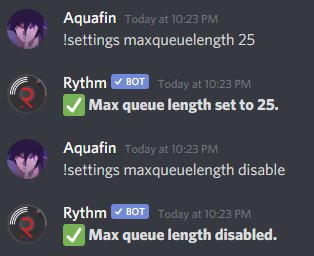 Aquafin Today at 10:23 PM
!settings maxqueuelength 25
Rythm ✓ BOT Today at 10:23 PM
✅ Max queue length set to 25.
Aquafin Today at 10:23 PM
!settings maxqueuelength disable
Rythm ✓ BOT Today at 10:23 PM
✅ Max queue length disabled.